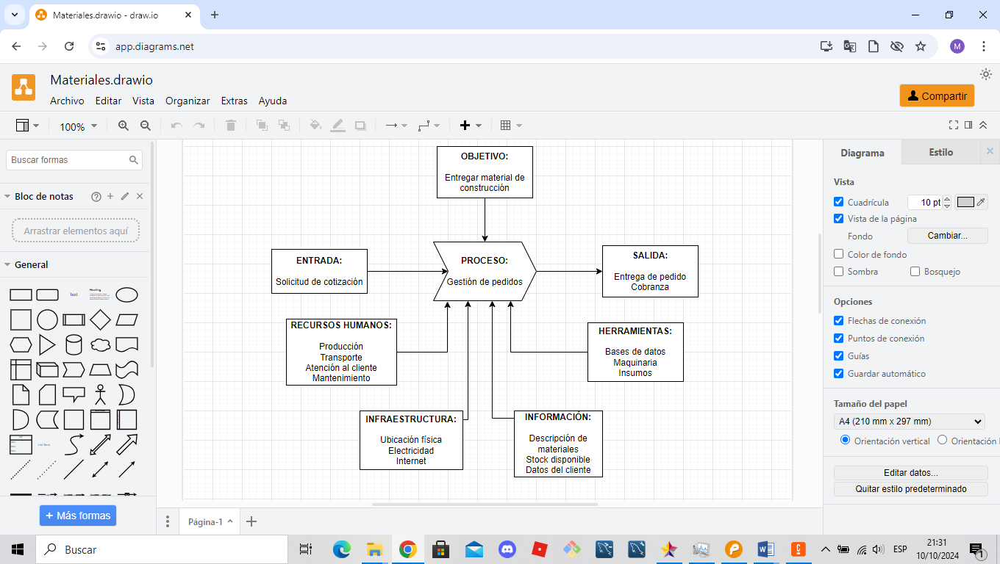 Materiales.drawio - draw.io
app.diagrams.net
M
Materiales.drawio
Archivo Editar Vista Organizar Extras Ayuda
Compartir
100%
Buscar formas
Bloc de notas
Arrastrar elementos aquí
General
Text
Heading
OBJETIVO:
Entregar material de
construcción
ENTRADA:
Solicitud de cotización
PROCESO:
Gestión de pedidos
SALIDA:
Entrega de pedido
Cobranza
RECURSOS HUMANOS:
Producción
Transporte
Atención al cliente
Mantenimiento
HERRAMIENTAS:
Bases de datos
Maquinaria
Insumos
INFRAESTRUCTURA:
Ubicación física
Electricidad
Internet
INFORMACIÓN:
Descripción de
materiales
Stock disponible
Datos del cliente
Diagrama Estilo
Vista
Cuadrícula 10 pt
Vista de la página
Fondo Cambiar...
Color de fondo
Sombra Bosquejo
Opciones
Flechas de conexión
Puntos de conexión
Guías
Guardar automático
Tamaño del papel
A4 (210 mm x 297 mm)
Orientación vertical Orientación
Editar datos...
Quitar estilo predeterminado
+ Más formas
Página-1
Buscar
ESP
21:31
10/10/2024
1